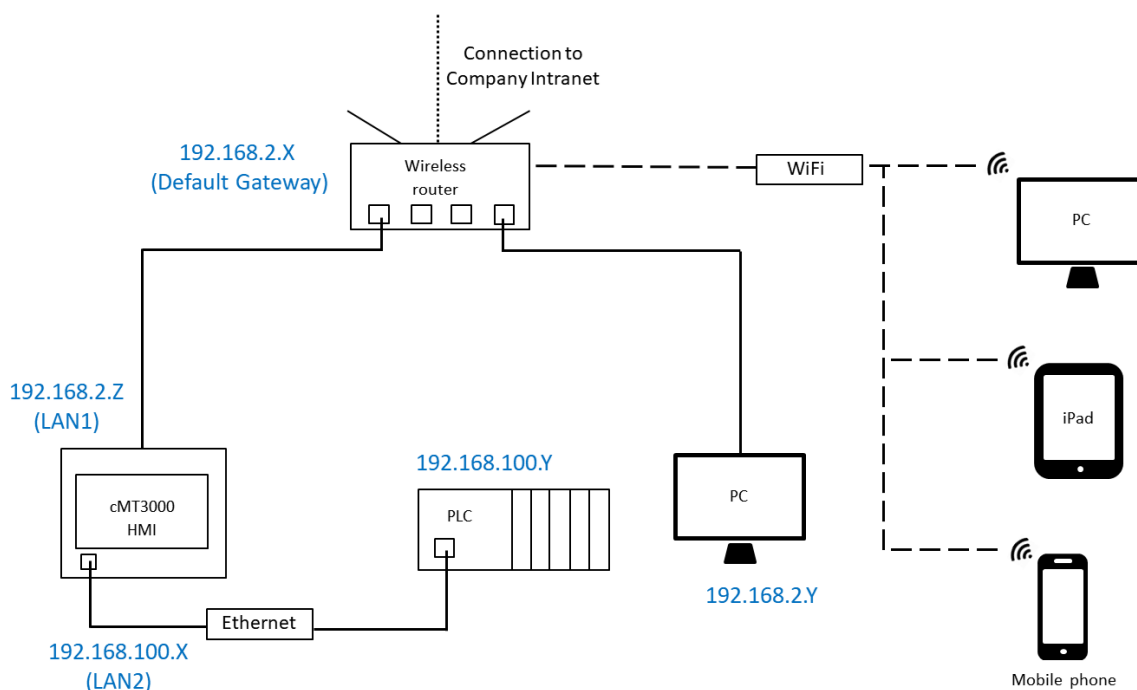 Connection to
Company Intranet
192.168.2.X
(Default Gateway)
Wireless
router
WiFi
PC
192.168.2.Z
(LAN1)
iPad
cMT3000
HMI
192.168.100.Y
PLC
PC
Ethernet
192.168.2.Y
192.168.100.X
(LAN2)
Mobile phone